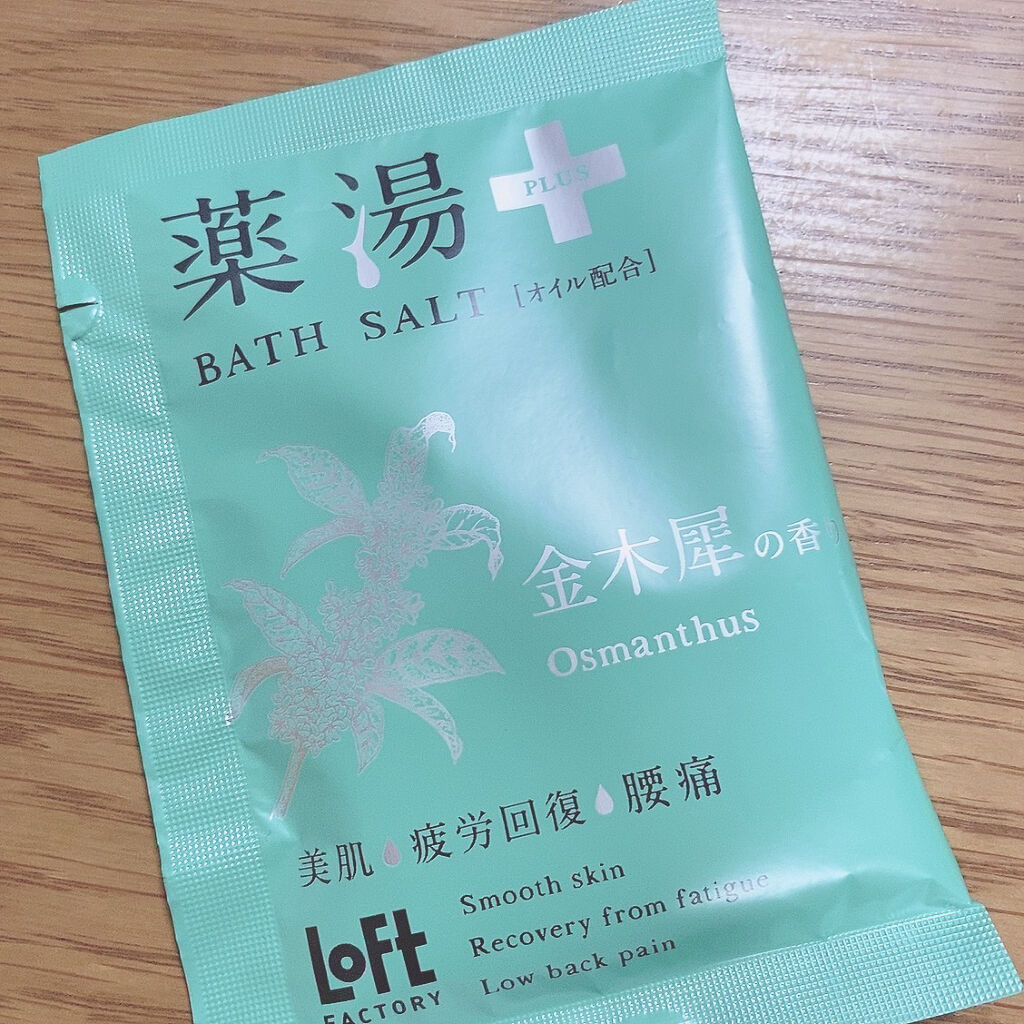 薬湯 PLUS
BATH SALT [オイル配合]
金木犀の香り
Osmanthus
美肌 疲労回復 腰痛
Smooth skin
Recovery from fatigue
Low back pain
LOFT
FACTORY